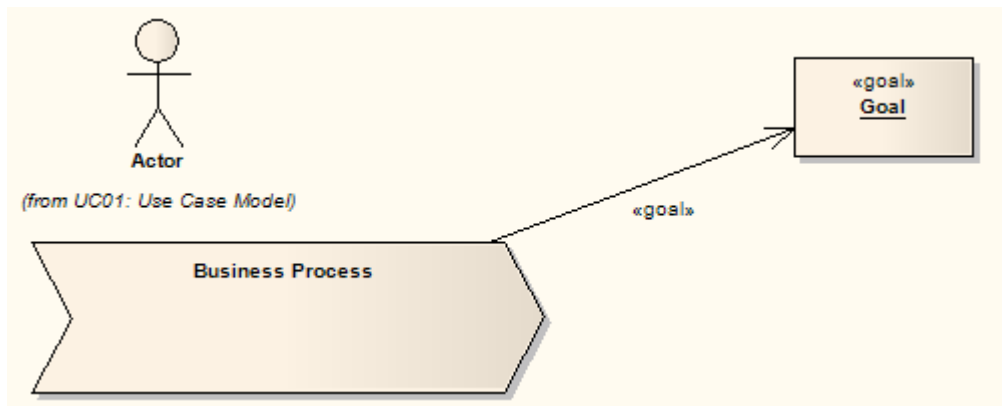 «goal»
Goal
Actor
(from UC01: Use Case Model)
«goal»
Business Process